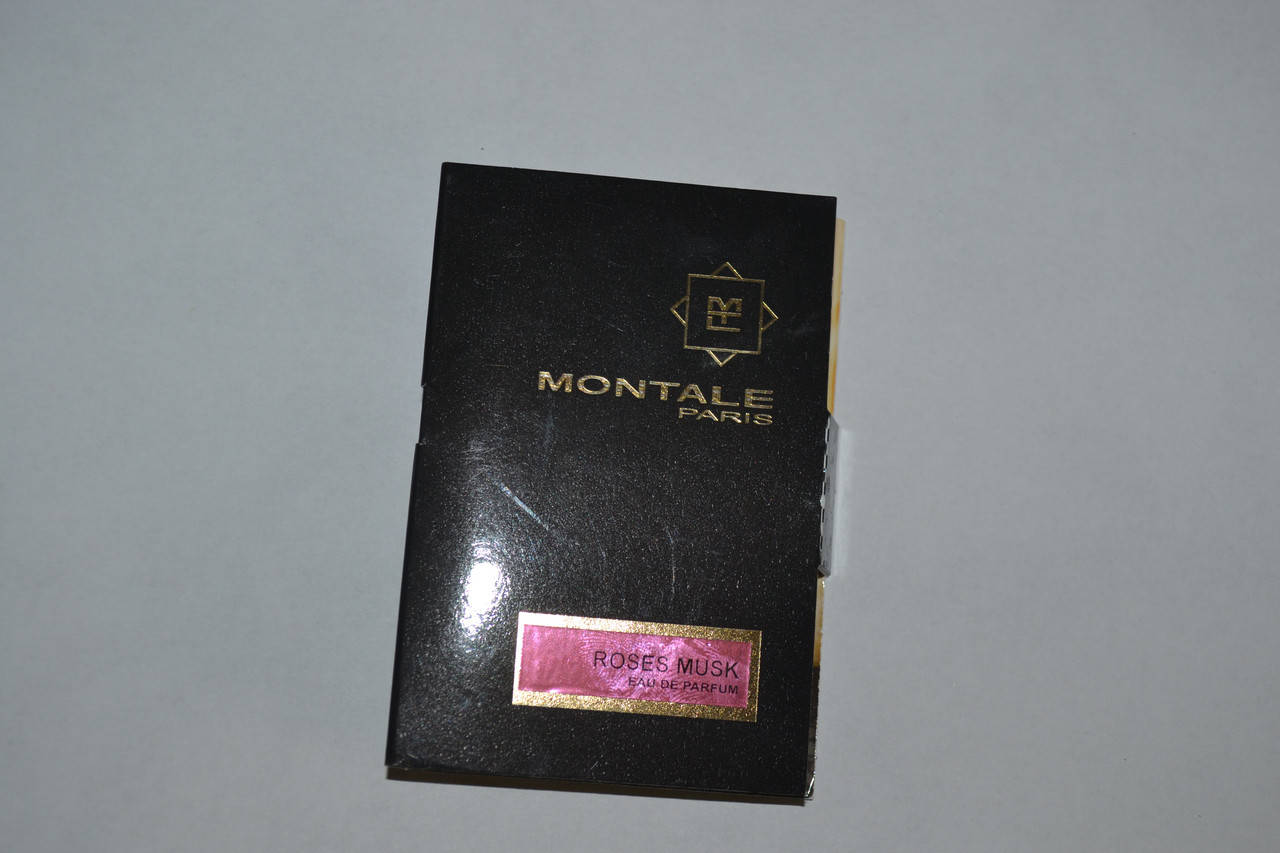 MONTALE
PARIS
ROSES MUSK
EAU DE PARFUM